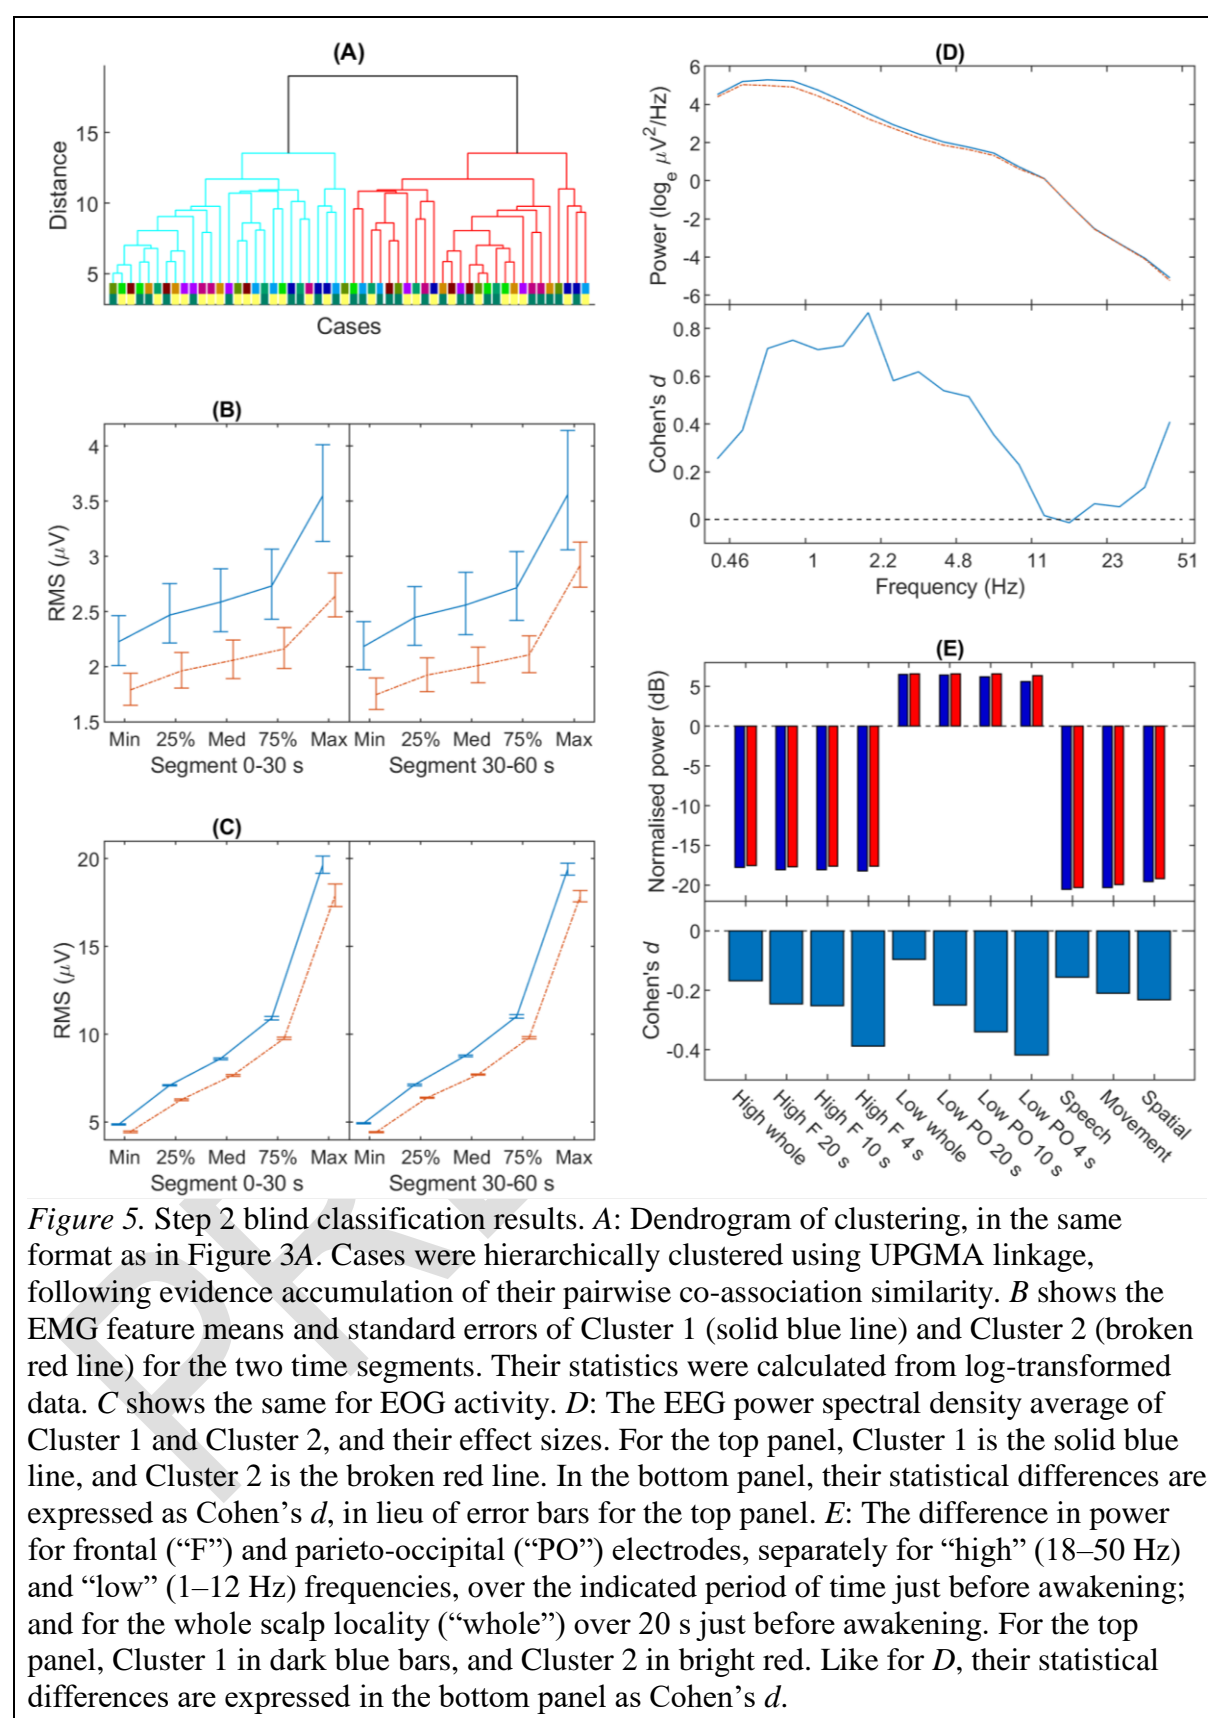 (A)
15
10
5
Distance
Cases
(B)
4
3.5
3
2.5
2
1.5
RMS (μV)
Min 25% Med 75% Max Min 25% Med 75% Max
Segment 0-30 s Segment 30-60 s
(C)
20
15
10
5
RMS (μV)
Min 25% Med 75% Max Min 25% Med 75% Max
Segment 0-30 s Segment 30-60 s
(D)
6
4
2
0
-2
-4
-6
Power (logₑ μV²/Hz)
0.8
0.6
0.4
0.2
0
Cohen's d
0.46 1 2.2 4.8 11 23 51
Frequency (Hz)
(E)
5
0
-5
-10
-15
-20
Normalised power (dB)
0
-0.2
-0.4
Cohen's d
High whole
High F 20 s
High F 10 s
High F 4 s
Low whole
Low PO 20 s
Low PO 10 s
Low PO 4 s
Speech
Movement
Spatial
Figure 5. Step 2 blind classification results. A: Dendrogram of clustering, in the same
format as in Figure 3A. Cases were hierarchically clustered using UPGMA linkage,
following evidence accumulation of their pairwise co-association similarity. B shows the
EMG feature means and standard errors of Cluster 1 (solid blue line) and Cluster 2 (broken
red line) for the two time segments. Their statistics were calculated from log-transformed
data. C shows the same for EOG activity. D: The EEG power spectral density average of
Cluster 1 and Cluster 2, and their effect sizes. For the top panel, Cluster 1 is the solid blue
line, and Cluster 2 is the broken red line. In the bottom panel, their statistical differences are
expressed as Cohen's d, in lieu of error bars for the top panel. E: The difference in power
for frontal (“F”) and parieto-occipital (“PO”) electrodes, separately for “high” (18–50 Hz)
and “low” (1–12 Hz) frequencies, over the indicated period of time just before awakening;
and for the whole scalp locality (“whole”) over 20 s just before awakening. For the top
panel, Cluster 1 in dark blue bars, and Cluster 2 in bright red. Like for D, their statistical
differences are expressed in the bottom panel as Cohen's d.